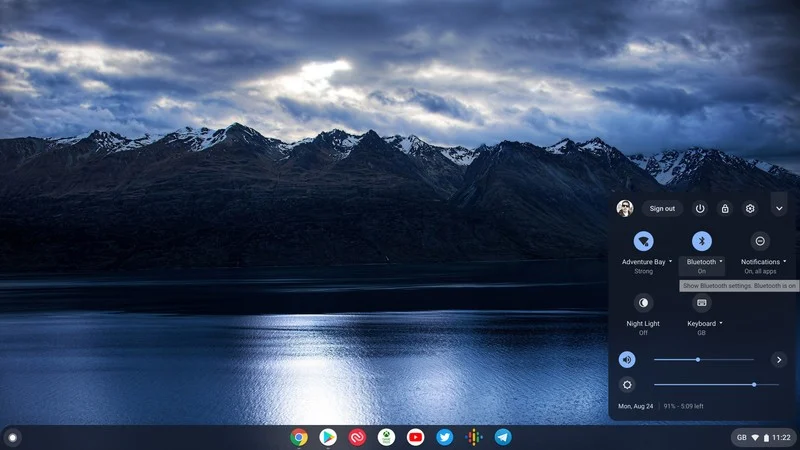 Sign out
Adventure Bay
Strong
Bluetooth
On
Notifications
On, all apps
Show Bluetooth settings. Bluetooth is on
Night Light
Off
Keyboard
GB
Mon, Aug 24
91% - 5:09 left
GB
11:22